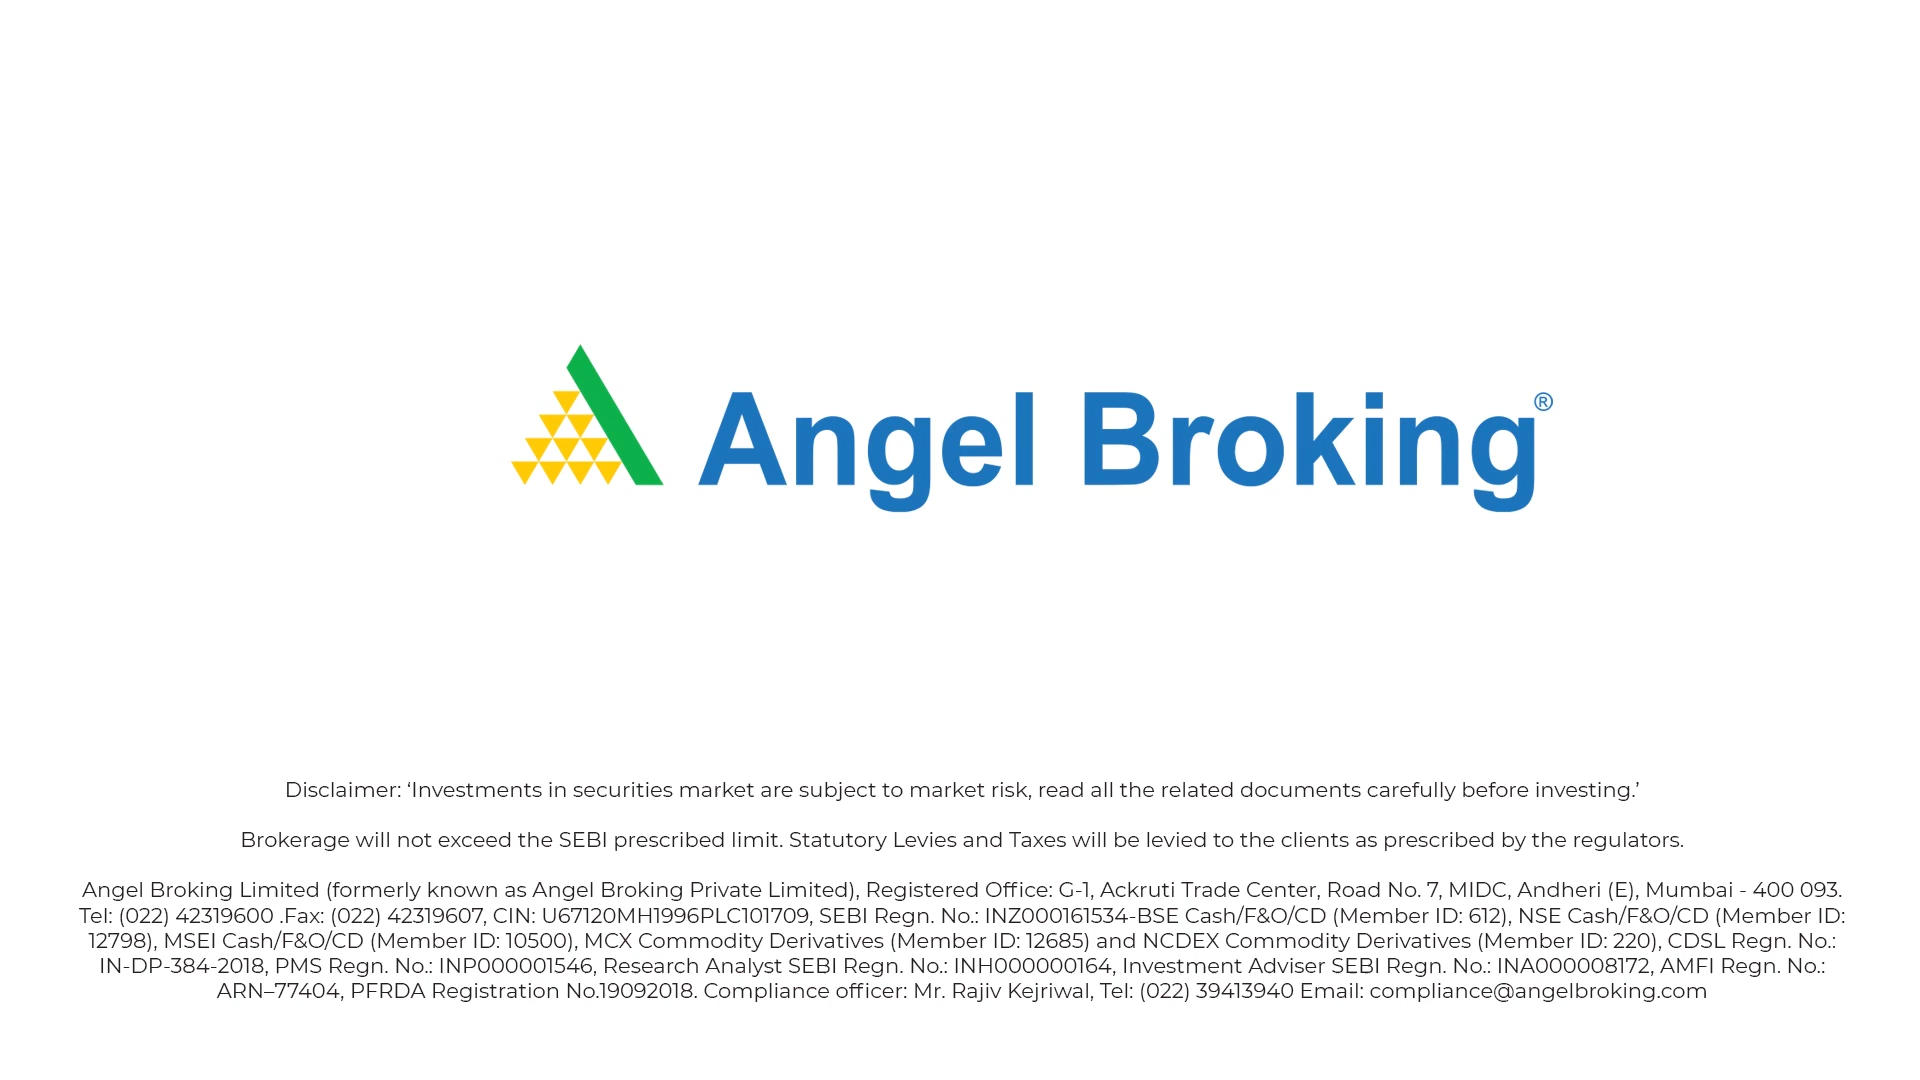 Angel Broking®
Disclaimer: ‘Investments in securities market are subject to market risk, read all the related documents carefully before investing.’
Brokerage will not exceed the SEBI prescribed limit. Statutory Levies and Taxes will be levied to the clients as prescribed by the regulators.
Angel Broking Limited (formerly known as Angel Broking Private Limited), Registered Office: G-1, Ackruti Trade Center, Road No. 7, MIDC, Andheri (E), Mumbai - 400 093.
Tel: (022) 42319600 .Fax: (022) 42319607, CIN: U67120MH1996PLC101709, SEBI Regn. No.: INZ000161534-BSE Cash/F&O/CD (Member ID: 612), NSE Cash/F&O/CD (Member ID:
12798), MSEI Cash/F&O/CD (Member ID: 10500), MCX Commodity Derivatives (Member ID: 12685) and NCDEX Commodity Derivatives (Member ID: 220), CDSL Regn. No.:
IN-DP-384-2018, PMS Regn. No.: INP000001546, Research Analyst SEBI Regn. No.: INH000000164, Investment Adviser SEBI Regn. No.: INA000008172, AMFI Regn. No.:
ARN–77404, PFRDA Registration No.19092018. Compliance officer: Mr. Rajiv Kejriwal, Tel: (022) 39413940 Email: compliance@angelbroking.com